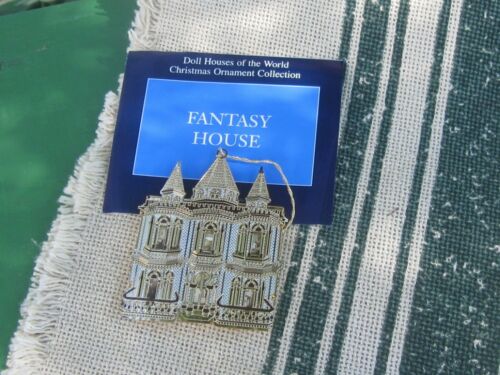 Doll Houses of the World
Christmas Ornament Collection
FANTASY
HOUSE